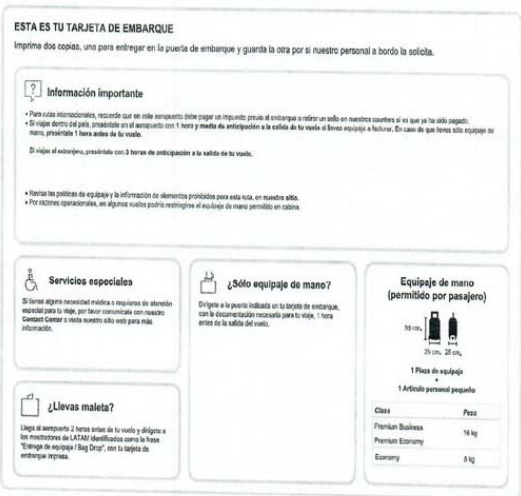 ESTA ES TU TARJETA DE EMBARQUE
Imprime dos copias, una para entregar en la puerta de embarque y guarda la otra por si nuestro personal a bordo la solicita.
Información importante
• Para rutas internacionales, recuerde que en este aeropuerto debe pagar un impuesto previo al embarque o retirar un sello en nuestros counters si es que ya ha sido pagado.
• Si viajas dentro del país, preséntate en el aeropuerto con 1 hora y media de anticipación a la salida de tu vuelo si llevas equipaje a facturar. En caso de que lleves sólo equipaje de
mano, preséntate 1 hora antes de tu vuelo.
Si viajas al extranjero, preséntate con 3 horas de anticipación a la salida de tu vuelo.
• Revisa las políticas de equipaje y la información de elementos prohibidos para esta ruta, en nuestro sitio.
• Por razones operacionales, en algunos vuelos podría restringirse el equipaje de mano permitido en cabina.
Servicios especiales
Si tienes alguna necesidad médica o requieres de atención
especial para tu viaje, por favor comunícate con nuestro
Contact Center o visita nuestro sitio web para más
información.
¿Sólo equipaje de mano?
Dirígete a la puerta indicada en tu tarjeta de embarque,
con la documentación necesaria para tu viaje, 1 hora
antes de la salida del vuelo.
Equipaje de mano
(permitido por pasajero)
55 cm,
35 cm, 25 cm,
1 Pieza de equipaje
+
1 Artículo personal pequeño
Class Peso
Premium Business
16 kg
Premium Economy
Economy 8 kg
¿Llevas maleta?
Llega al aeropuerto 2 horas antes de tu vuelo y dirígete a
los mostradores de LATAM identificados como la frase
"Entrega de equipaje / Bag Drop", con tu tarjeta de
embarque impresa.